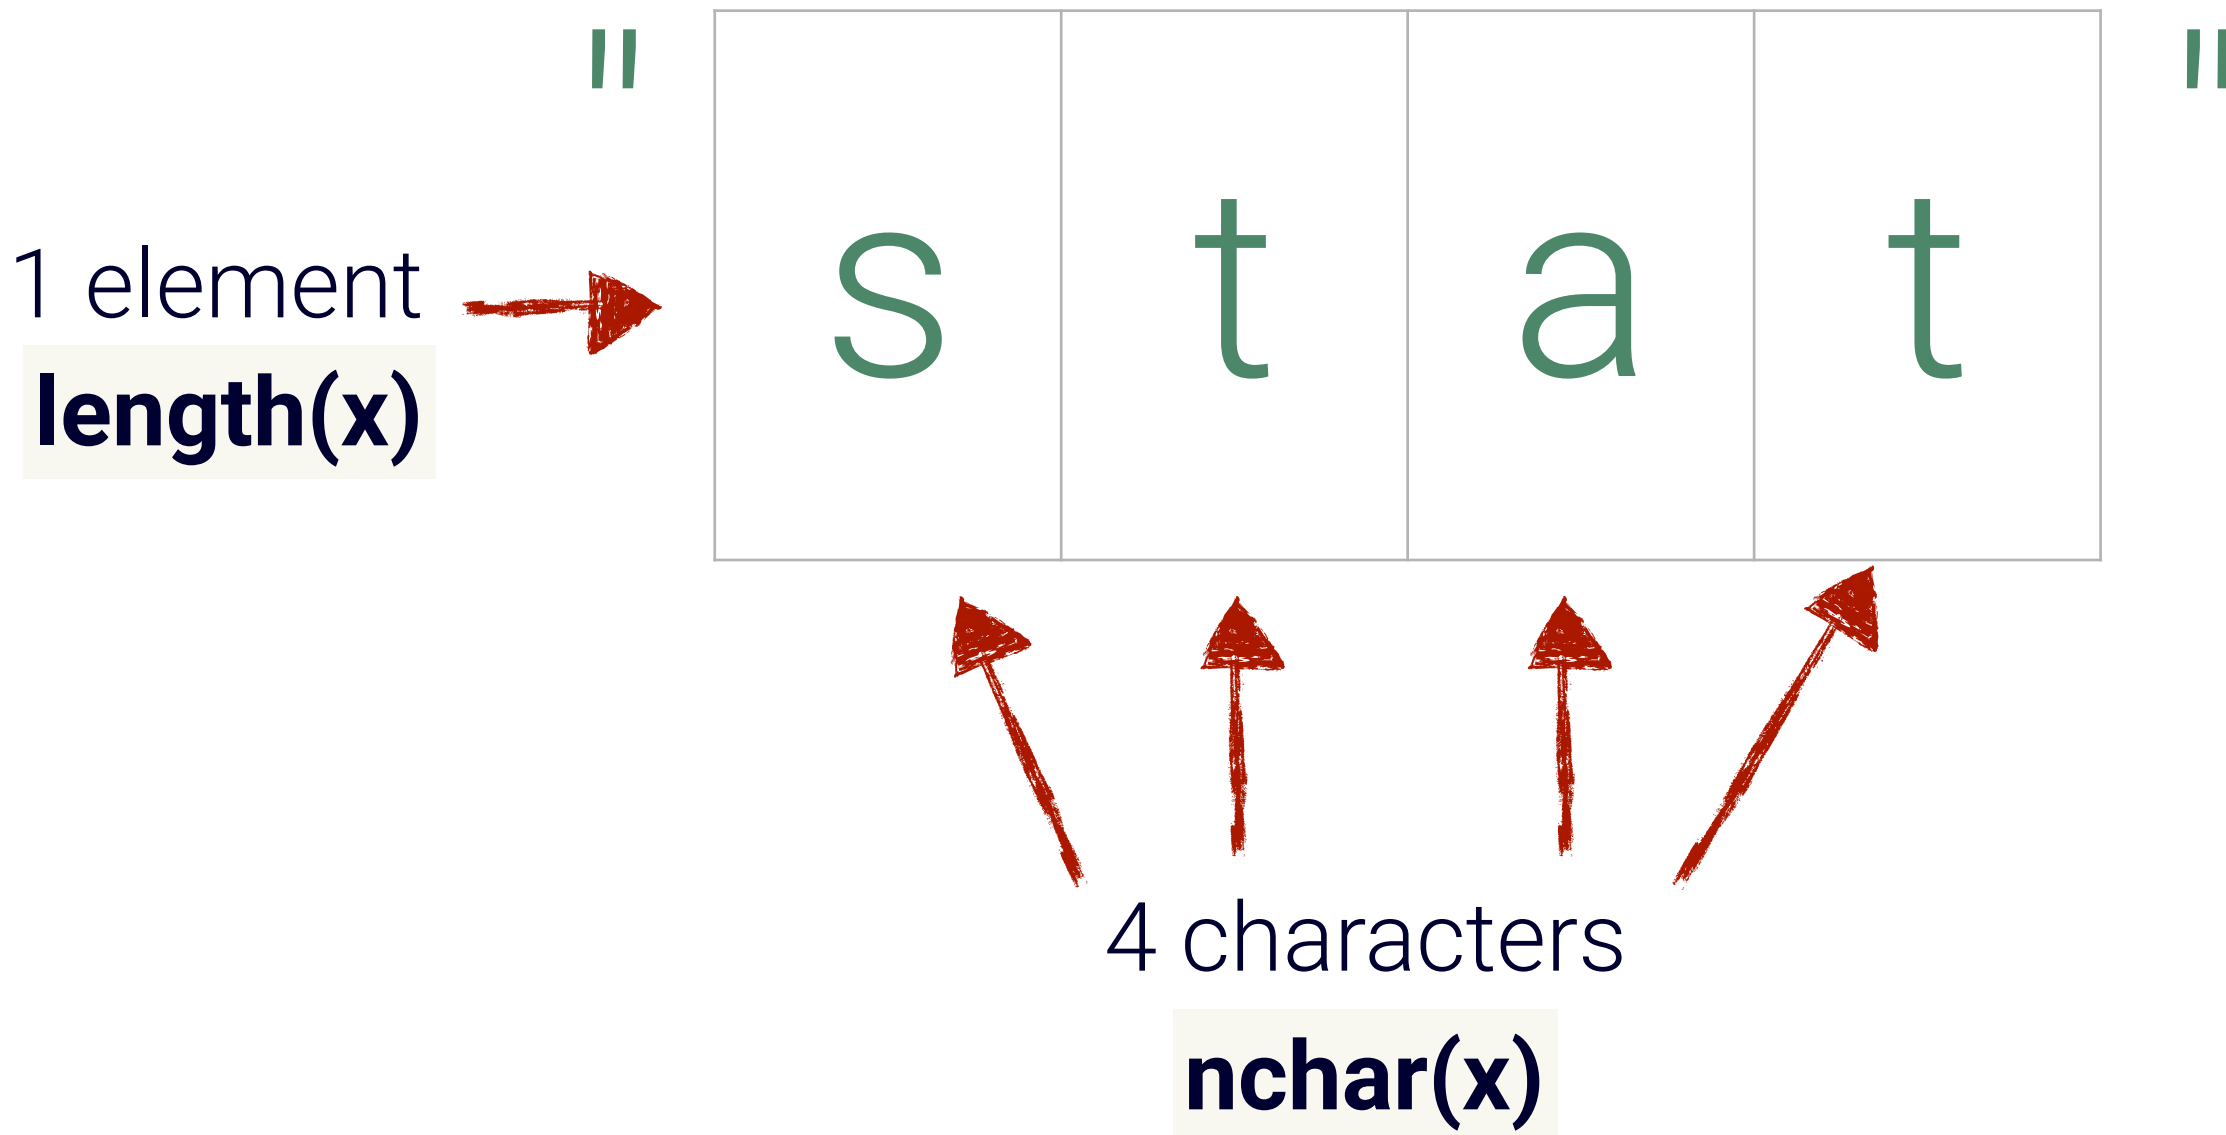 " s t a t "
1 element
length(x)
4 characters
nchar(x)